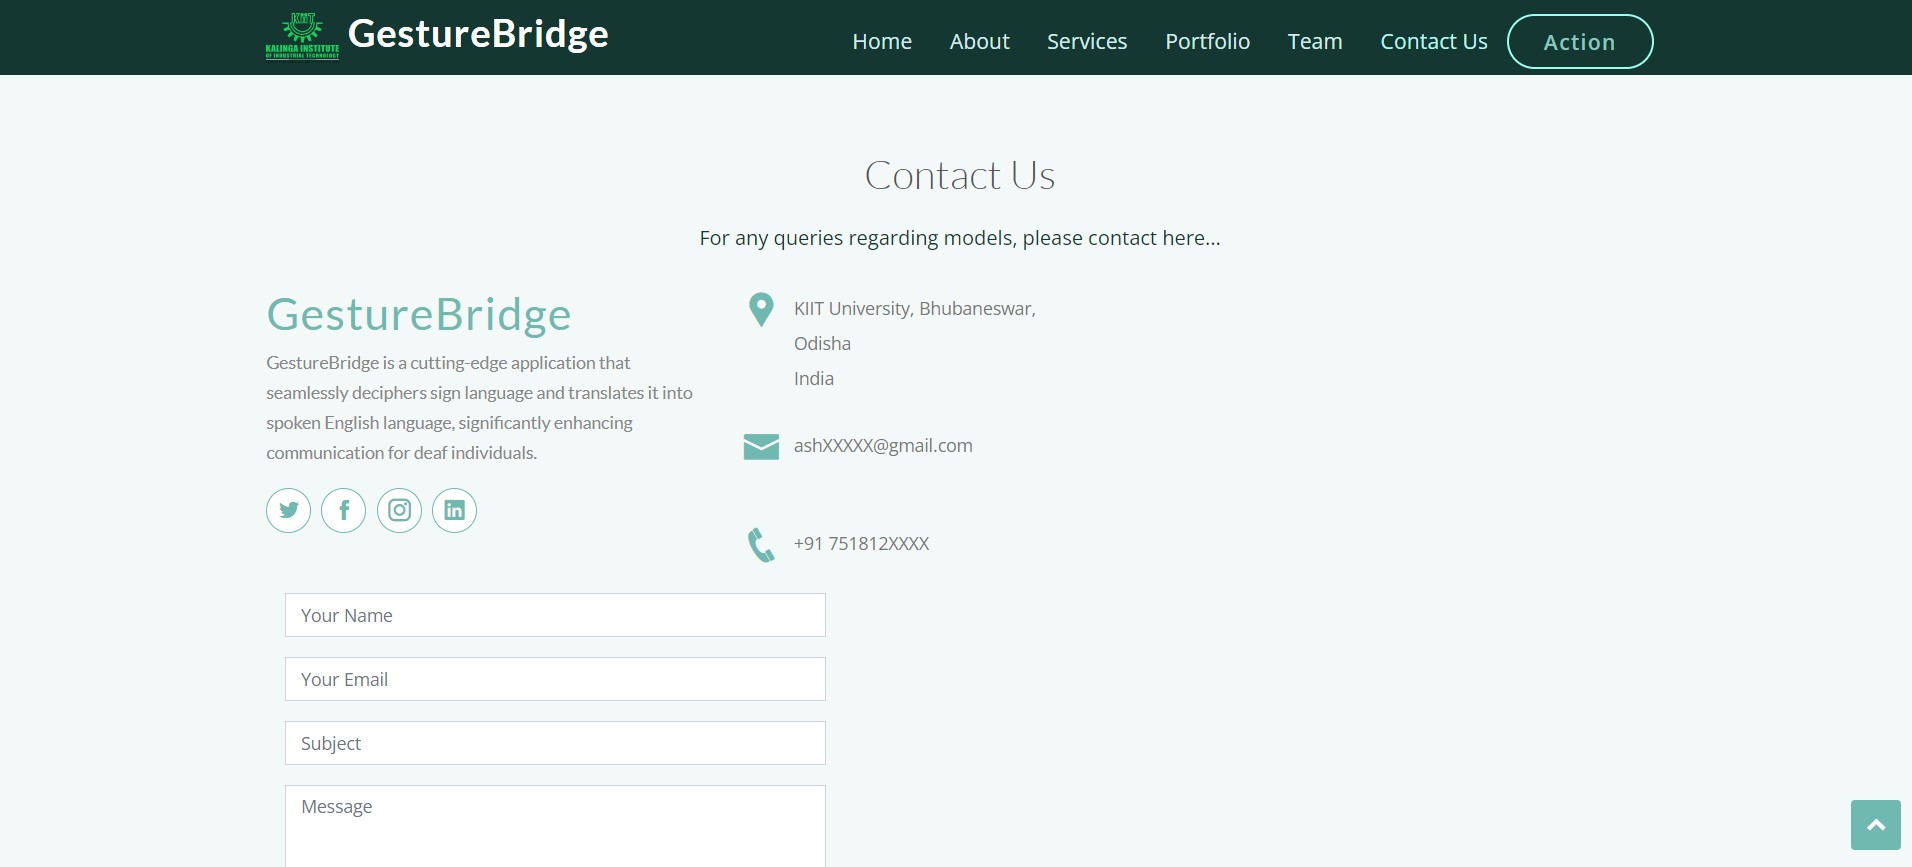 KIIT
KALINGA INSTITUTE
OF INDUSTRIAL TECHNOLOGY
GestureBridge
Home About Services Portfolio Team Contact Us Action
Contact Us
For any queries regarding models, please contact here...
GestureBridge
GestureBridge is a cutting-edge application that
seamlessly deciphers sign language and translates it into
spoken English language, significantly enhancing
communication for deaf individuals.
KIIT University, Bhubaneswar,
Odisha
India
ashXXXXX@gmail.com
+91 751812XXXX
Your Name
Your Email
Subject
Message